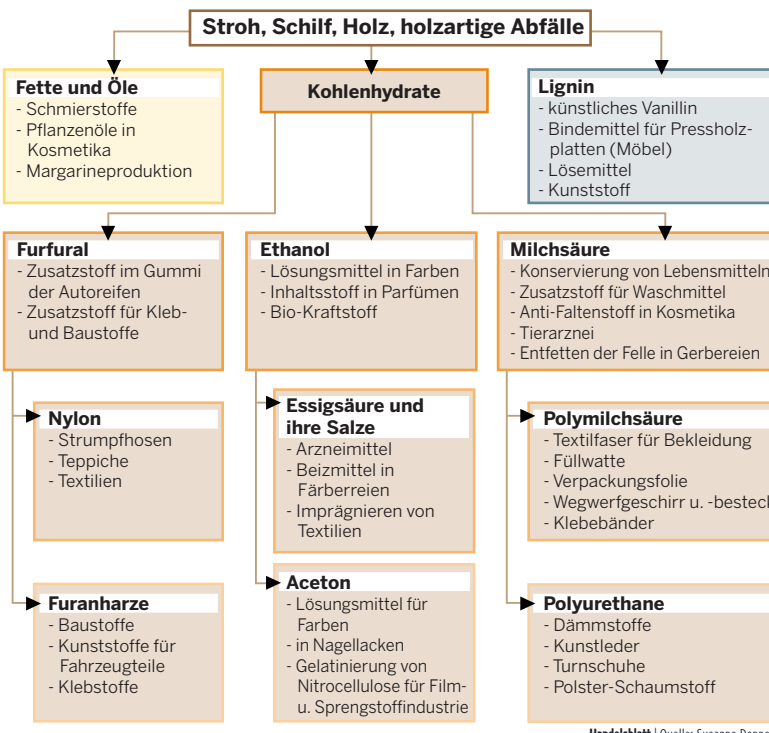 Stroh, Schilf, Holz, holzartige Abfälle
Fette und Öle
- Schmierstoffe
- Pflanzenöle in
Kosmetika
- Margarineproduktion
Kohlenhydrate
Lignin
- künstliches Vanillin
- Bindemittel für Pressholz-
platten (Möbel)
- Lösemittel
- Kunststoff
Furfural
- Zusatzstoff im Gummi
der Autoreifen
- Zusatzstoff für Kleb-
und Baustoffe
Ethanol
- Lösungsmittel in Farben
- Inhaltsstoff in Parfümen
- Bio-Kraftstoff
Milchsäure
- Konservierung von Lebensmitteln
- Zusatzstoff für Waschmittel
- Anti-Faltenstoff in Kosmetika
- Tierarznei
- Entfetten der Felle in Gerbereien
Nylon
- Strumpfhosen
- Teppiche
- Textilien
Essigsäure und
ihre Salze
- Arzneimittel
- Beizmittel in
Färberreien
- Imprägnieren von
Textilien
Polymilchsäure
- Textilfaser für Bekleidung
- Füllwatte
- Verpackungsfolie
- Wegwerfgeschirr u. -besteck
- Klebebänder
Furanharze
- Baustoffe
- Kunststoffe für
Fahrzeugteile
- Klebstoffe
Aceton
- Lösungsmittel für
Farben
- in Nagellacken
- Gelatinierung von
Nitrocellulose für Film-
u. Sprengstoffindustrie
Polyurethane
- Dämmstoffe
- Kunstleder
- Turnschuhe
- Polster-Schaumstoff
Handelsblatt | Quelle: